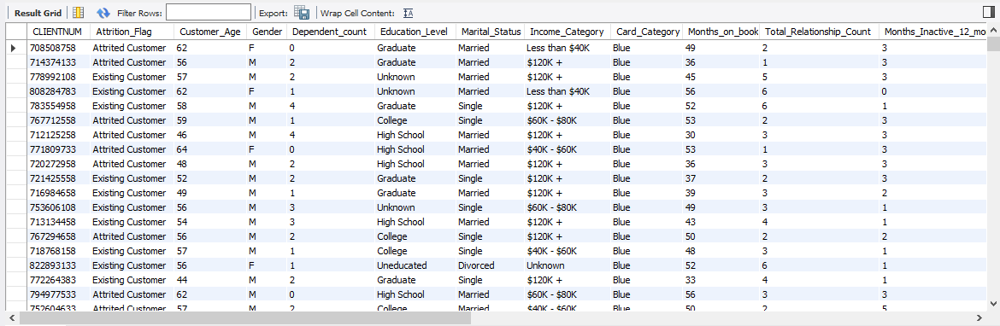 Result Grid Filter Rows: Export: Wrap Cell Content:
CLIENTNUM Attrition_Flag Customer_Age Gender Dependent_count Education_Level Marital_Status Income_Category Card_Category Months_on_book Total_Relationship_Count Months_Inactive_12_mo
708508758 Attrited Customer 62 F 0 Graduate Married Less than $40K Blue 49 2 3
714374133 Attrited Customer 56 M 2 Graduate Married $120K + Blue 36 1 3
778992108 Existing Customer 57 M 2 Unknown Married $120K + Blue 45 5 3
808284783 Existing Customer 62 F 1 Unknown Married Less than $40K Blue 56 6 0
783554958 Existing Customer 58 M 4 Graduate Single $120K + Blue 52 6 1
767712558 Attrited Customer 59 M 1 College Single $60K - $80K Blue 53 2 3
712125258 Attrited Customer 46 M 4 High School Married $120K + Blue 30 3 3
771809733 Attrited Customer 64 F 0 High School Married $40K - $60K Blue 53 1 3
720272958 Attrited Customer 48 M 2 High School Married $120K + Blue 36 3 3
721425558 Existing Customer 52 M 2 Graduate Single $120K + Blue 37 2 3
716984658 Existing Customer 49 M 1 Graduate Married $120K + Blue 39 3 2
753606108 Existing Customer 56 M 3 Unknown Single $60K - $80K Blue 49 3 1
713134458 Existing Customer 54 M 3 High School Married $120K + Blue 43 4 1
767294658 Attrited Customer 56 M 2 College Single $120K + Blue 50 2 2
718768158 Existing Customer 57 M 1 College Single $40K - $60K Blue 48 3 1
822893133 Existing Customer 56 F 1 Uneducated Divorced Unknown Blue 52 6 1
772264383 Existing Customer 44 M 2 Graduate Single $120K + Blue 33 4 1
794977533 Attrited Customer 62 M 0 High School Married $60K - $80K Blue 56 3 3
752604633 Attrited Customer 57 M 2 College Married $40K - $60K Blue 50 2 5